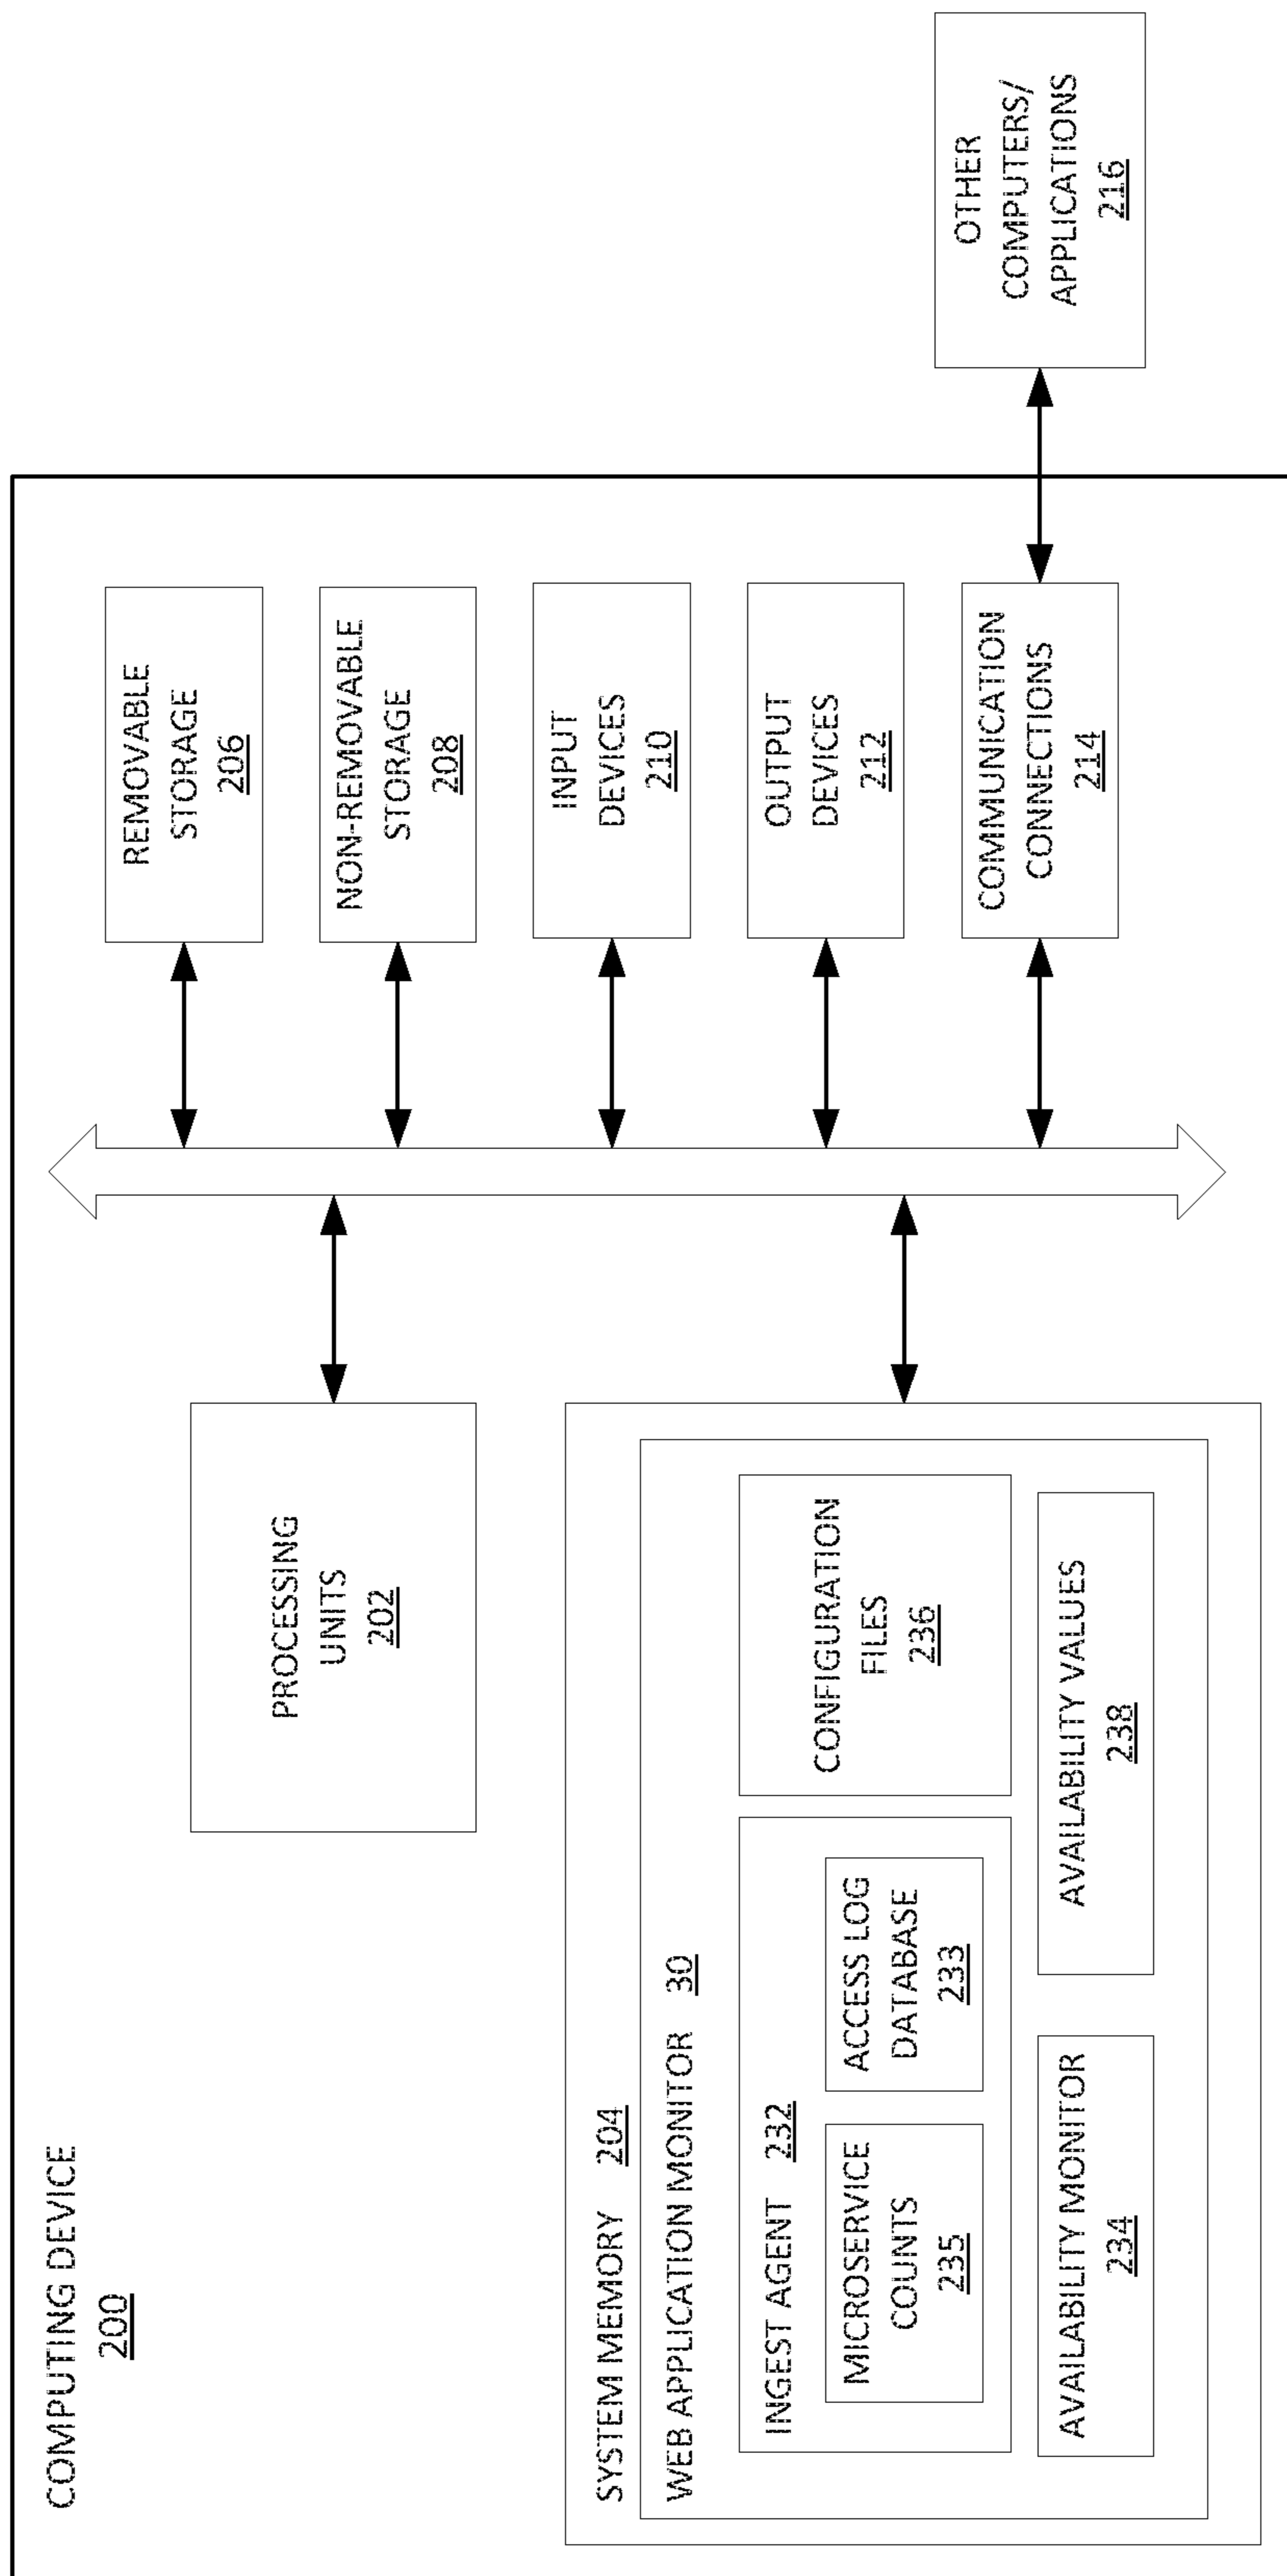 COMPUTING DEVICE
200
PROCESSING
UNITS
202
SYSTEM MEMORY 204
WEB APPLICATION MONITOR 30
INGEST AGENT 232
MICROSERVICE
COUNTS
235
ACCESS LOG
DATABASE
233
CONFIGURATION
FILES
236
AVAILABILITY MONITOR
234
AVAILABILITY VALUES
238
REMOVABLE
STORAGE
206
NON-REMOVABLE
STORAGE
208
INPUT
DEVICES
210
OUTPUT
DEVICES
212
COMMUNICATION
CONNECTIONS
214
OTHER
COMPUTERS/
APPLICATIONS
216